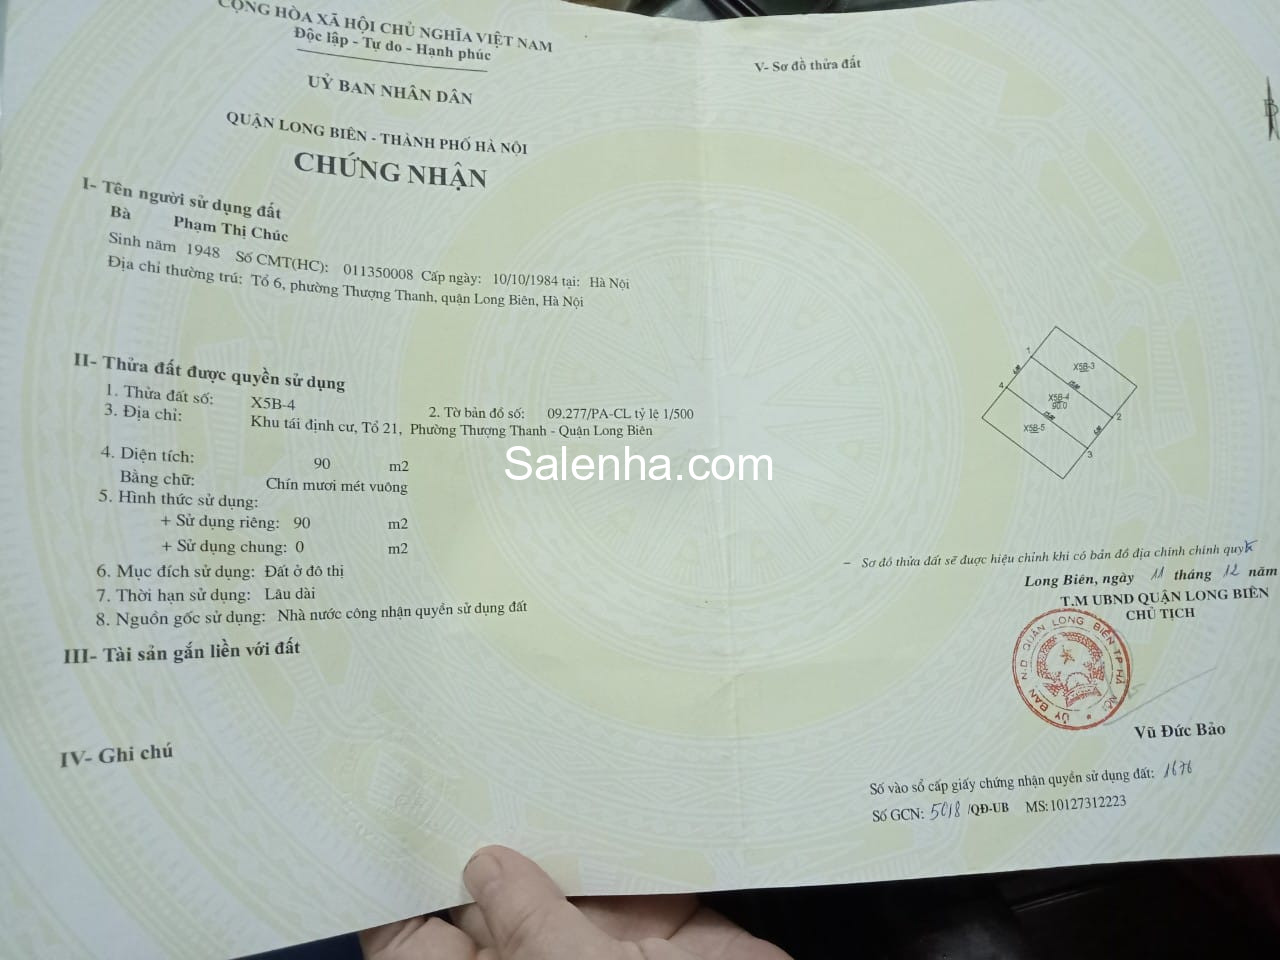 CỘNG HÒA XÃ HỘI CHỦ NGHĨA VIỆT NAM
Độc lập - Tự do - Hạnh phúc
UỶ BAN NHÂN DÂN
QUẬN LONG BIÊN - THÀNH PHỐ HÀ NỘI
CHỨNG NHẬN
I- Tên người sử dụng đất
Bà Phạm Thị Chúc
Sinh năm 1948 Số CMT(HC): 011350008 Cấp ngày: 10/10/1984 tại: Hà Nội
Địa chỉ thường trú: Tổ 6, phường Thượng Thanh, quận Long Biên, Hà Nội
II- Thửa đất được quyền sử dụng
1. Thửa đất số: X5B-4 2. Tờ bản đồ số: 09.277/PA-CL tỷ lê 1/500
3. Địa chỉ: Khu tái định cư, Tổ 21, Phường Thượng Thanh - Quận Long Biên
4. Diện tích: 90 m2
Bằng chữ: Chín mươi mét vuông
5. Hình thức sử dụng:
+ Sử dụng riêng: 90 m2
+ Sử dụng chung: 0 m2
6. Mục đích sử dụng: Đất ở đô thị
7. Thời hạn sử dụng: Lâu dài
8. Nguồn gốc sử dụng: Nhà nước công nhận quyền sử dụng đất
III- Tài sản gắn liền với đất
IV- Ghi chú
Salenha.com
V- Sơ đồ thửa đất
B
1
X5B-3
4
X5B-4
90.0
2
X5B-5
3
– Sơ đồ thửa đất sẽ được hiệu chỉnh khi có bản đồ địa chính chính quy
Long Biên, ngày 11 tháng 12 năm
T.M UBND QUẬN LONG BIÊN
CHỦ TỊCH
ỦY BAN N.D QUẬN LONG BIÊN T.P HÀ NỘI
Vũ Đức Bảo
Số vào sổ cấp giấy chứng nhận quyền sử dụng đất: 1676
Số GCN: 5018 /QĐ-UB MS: 10127312223